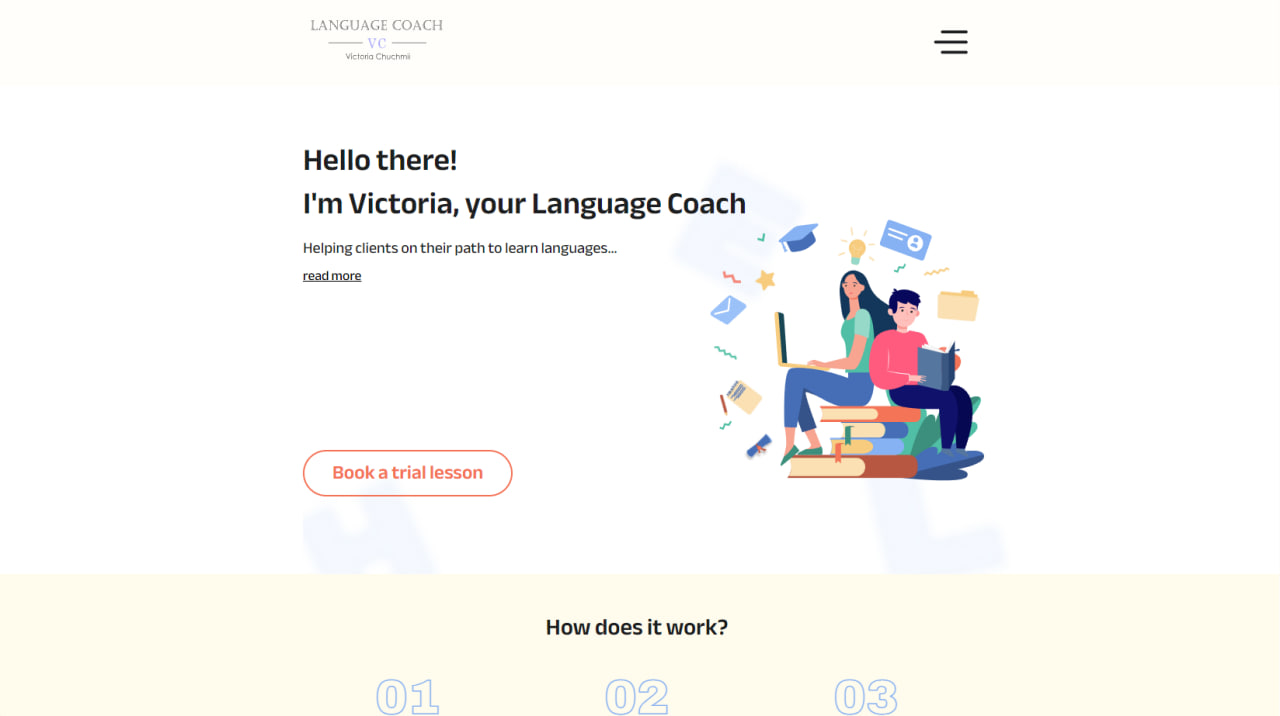 LANGUAGE COACH
VC
Victoria Chuchmii
Hello there!
I'm Victoria, your Language Coach
Helping clients on their path to learn languages...
read more
Book a trial lesson
How does it work?
01 02 03